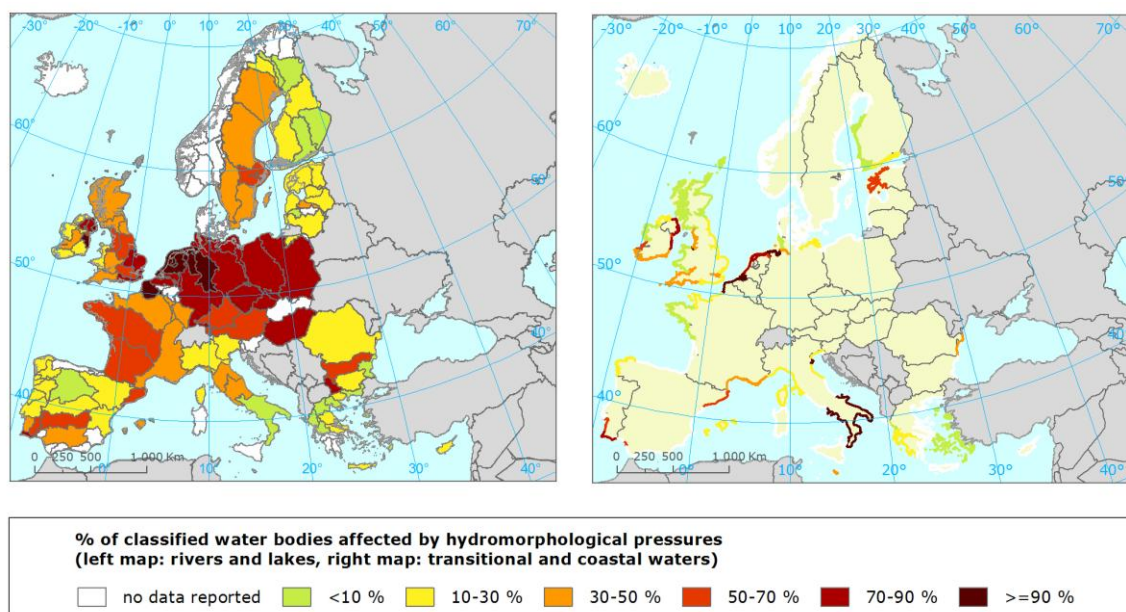 -30° -20° -10° 0° 10° 20° 30° 40° 50° 60° 70°
60°
60°
50°
50°
40°
40°
0 250 500 1 000 Km
0° 10° 20° 30° 40°
-30° -20° -10° 0° 10° 20° 30° 40° 50° 60° 70°
60°
60°
50°
50°
40°
40°
0 250 500 1 000 Km
0° 10° 20° 30° 40°
% of classified water bodies affected by hydromorphological pressures
(left map: rivers and lakes, right map: transitional and coastal waters)
no data reported <10 % 10-30 % 30-50 % 50-70 % 70-90 % >=90 %